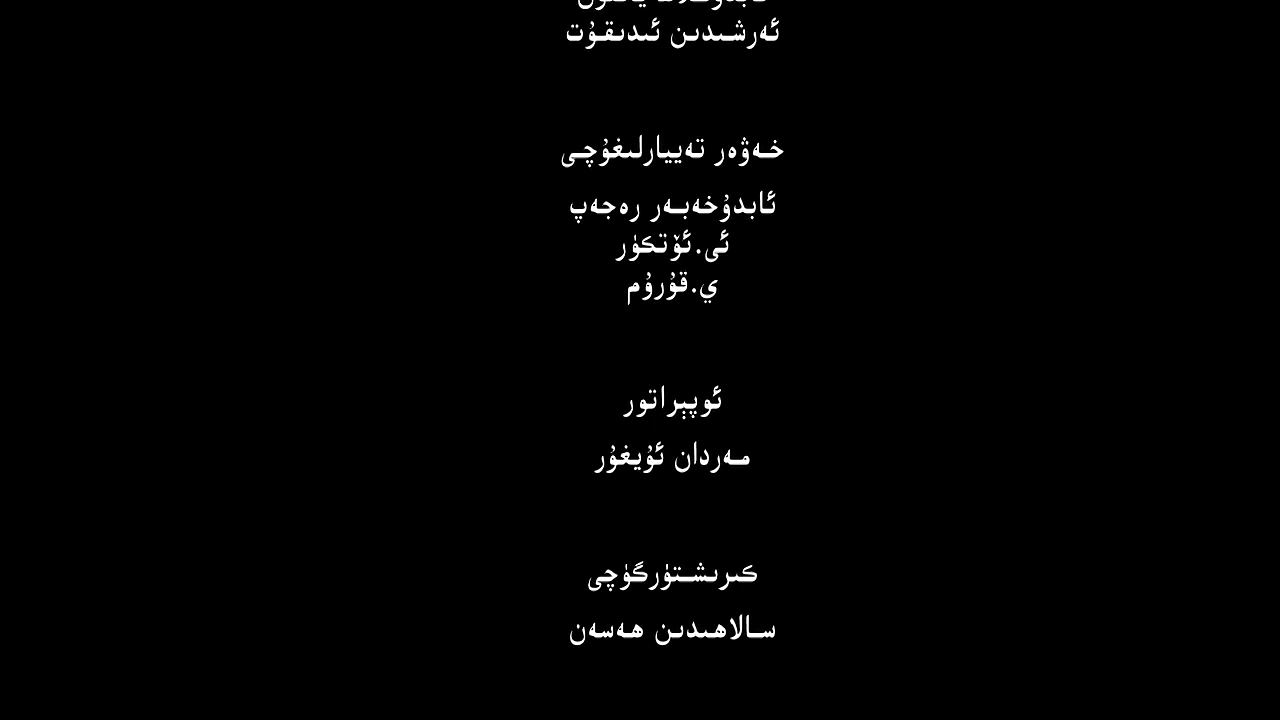 ئەرشىدىن ئىدىقۇت
خەۋەر تەييارلىغۇچى
ئابدۇخەبەر رەجەپ
ئى.ئۆتكۈر
ي.قۇرۇم
ئوپېراتور
مەردان ئۇيغۇر
كىرىشتۈرگۈچى
سالاھىدىن ھەسەن